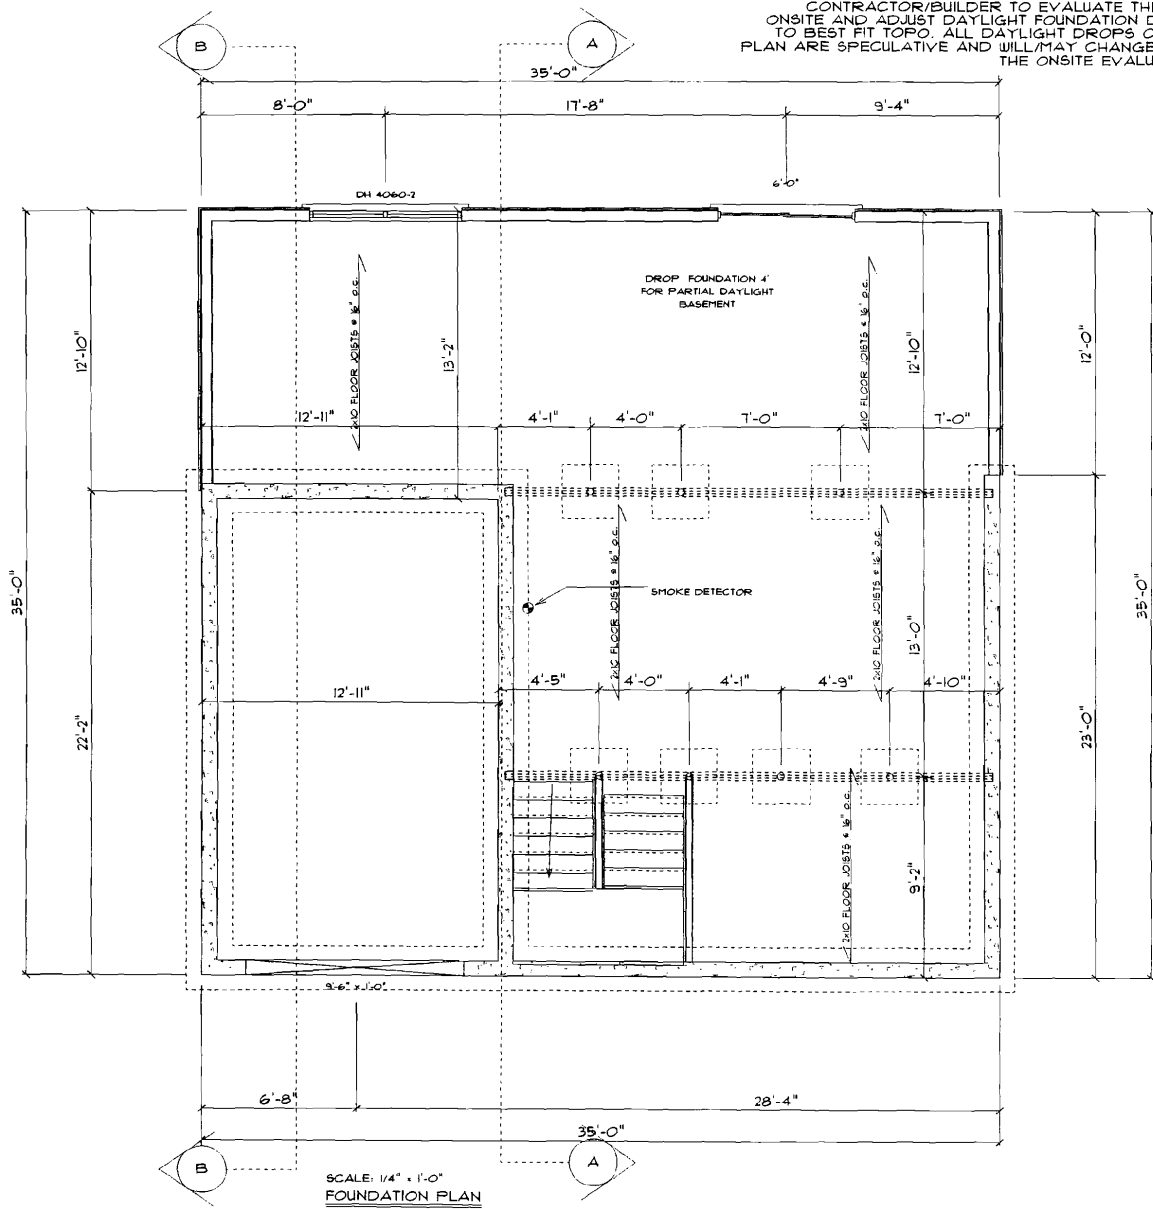 CONTRACTOR/BUILDER TO EVALUATE TH
ONSITE AND ADJUST DAYLIGHT FOUNDATION D
TO BEST FIT TOPO. ALL DAYLIGHT DROPS O
PLAN ARE SPECULATIVE AND WILL/MAY CHANGE
THE ONSITE EVALU
B
A
35'-0"
8'-0"
17'-8"
9'-4"
DH 4060-2
6'-0"
DROP FOUNDATION 4'
FOR PARTIAL DAYLIGHT
BASEMENT
2x10 FLOOR JOISTS @ 16" o.c.
2x10 FLOOR JOISTS @ 16" o.c.
12'-10"
13'-2"
12'-10"
12'-0"
12'-11"
4'-1"
4'-0"
7'-0"
7'-0"
35'-0"
35'-0"
2x10 FLOOR JOISTS @ 16" o.c.
2x10 FLOOR JOISTS @ 16" o.c.
SMOKE DETECTOR
13'-0"
12'-11"
4'-5"
4'-0"
4'-1"
4'-9"
4'-10"
22'-2"
23'-0"
2x10 FLOOR JOISTS @ 16" o.c.
9'-2"
9'-6" x 1'-0"
6'-8"
28'-4"
35'-0"
B
A
SCALE: 1/4" = 1'-0"
FOUNDATION PLAN